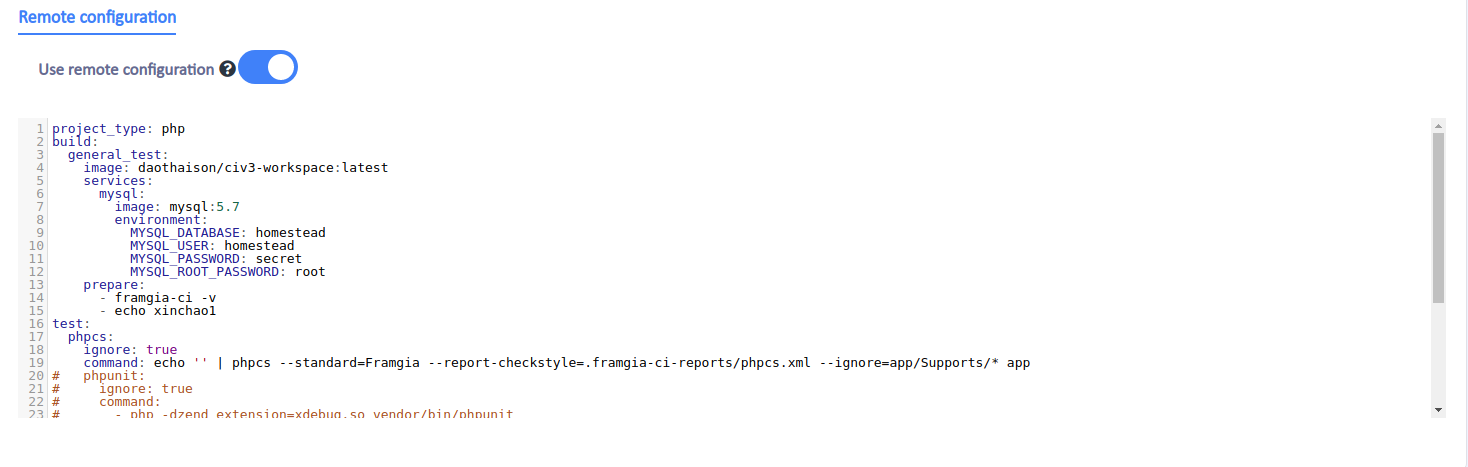 Remote configuration
Use remote configuration ?
1 project_type: php
2 build:
3   general_test:
4     image: daothaison/civ3-workspace:latest
5     services:
6       mysql:
7         image: mysql:5.7
8         environment:
9           MYSQL_DATABASE: homestead
10           MYSQL_USER: homestead
11           MYSQL_PASSWORD: secret
12           MYSQL_ROOT_PASSWORD: root
13     prepare:
14       - framgia-ci -v
15       - echo xinchao1
16 test:
17   phpcs:
18     ignore: true
19     command: echo '' | phpcs --standard=Framgia --report-checkstyle=.framgia-ci-reports/phpcs.xml --ignore=app/Supports/* app
20 #   phpunit:
21 #     ignore: true
22 #     command:
23 #       - php -dzend_extension=xdebug.so vendor/bin/phpunit